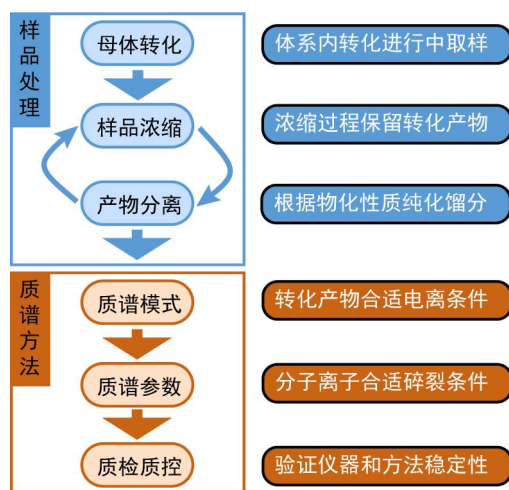 样品处理
母体转化
体系内转化进行中取样
样品浓缩
浓缩过程保留转化产物
产物分离
根据物化性质纯化馏分
质谱方法
质谱模式
转化产物合适电离条件
质谱参数
分子离子合适碎裂条件
质检质控
验证仪器和方法稳定性